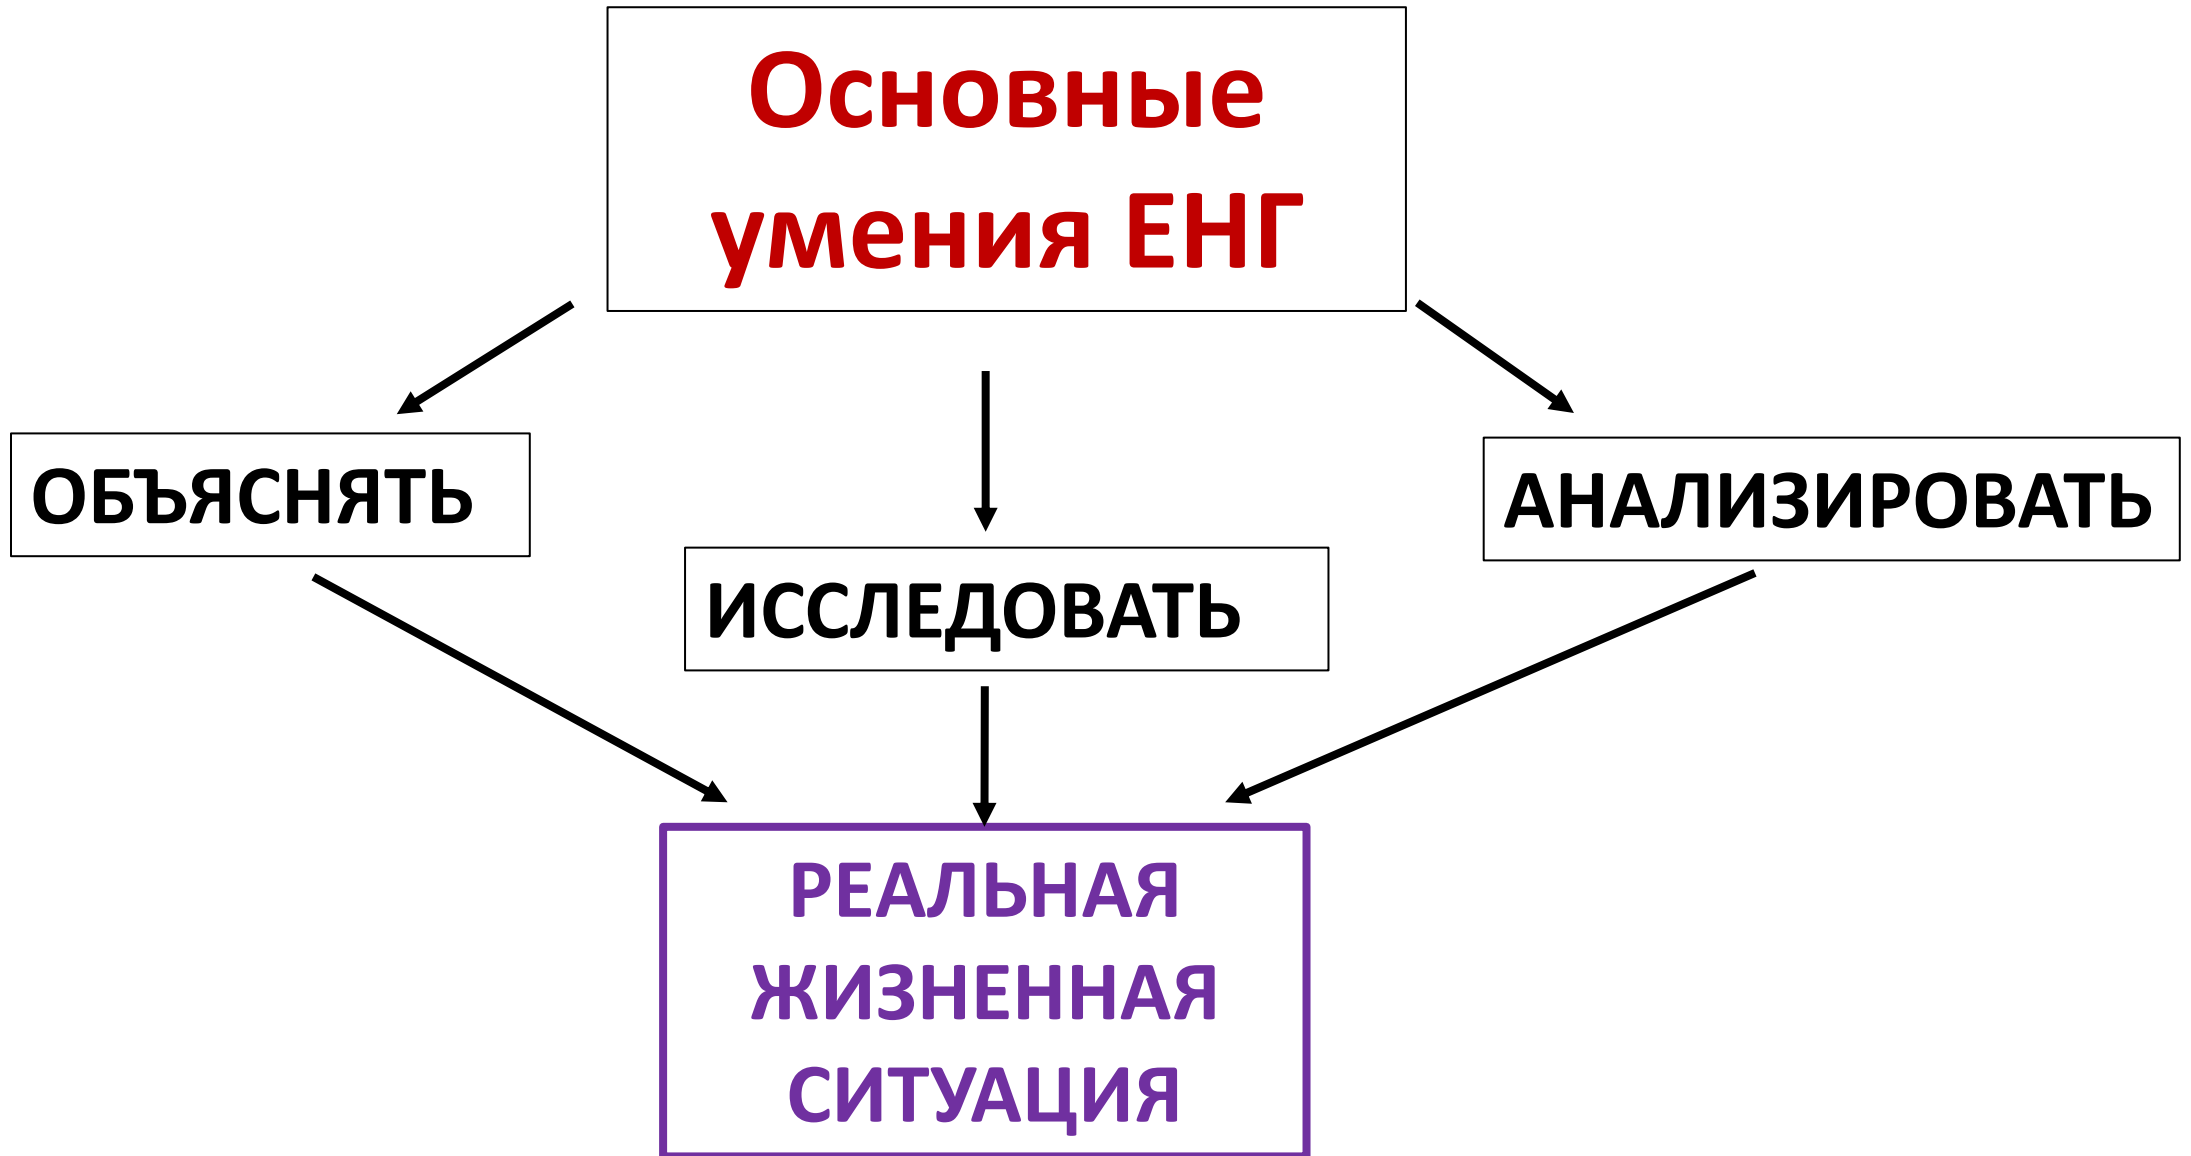 Основные
умения ЕНГ
ОБЪЯСНЯТЬ
АНАЛИЗИРОВАТЬ
ИССЛЕДОВАТЬ
РЕАЛЬНАЯ
ЖИЗНЕННАЯ
СИТУАЦИЯ